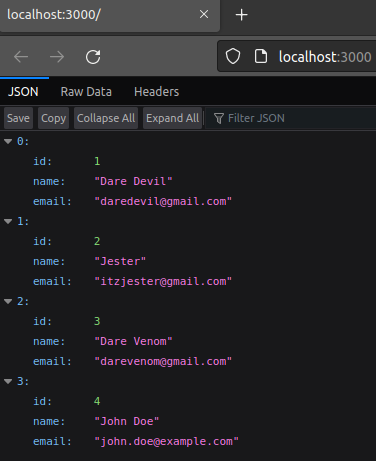 localhost:3000/
localhost:3000
JSON Raw Data Headers
Save Copy Collapse All Expand All Filter JSON
0:
id: 1
name: "Dare Devil"
email: "daredevil@gmail.com"
1:
id: 2
name: "Jester"
email: "itzjester@gmail.com"
2:
id: 3
name: "Dare Venom"
email: "darevenom@gmail.com"
3:
id: 4
name: "John Doe"
email: "john.doe@example.com"